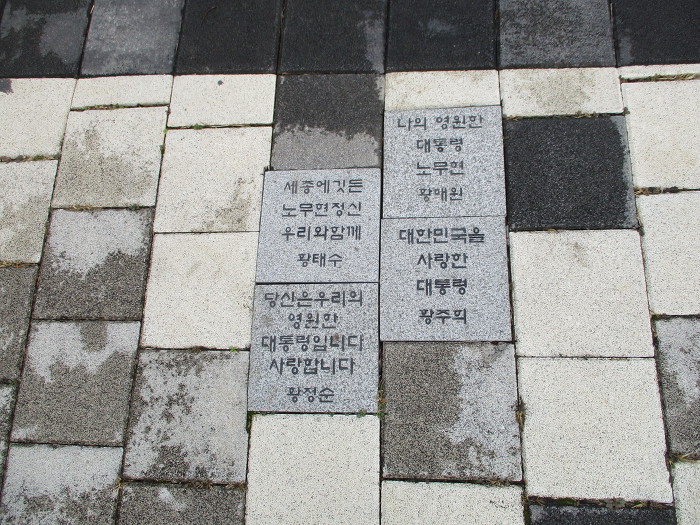 나의 영원한
대통령
노무현
황매원
세종에깃든
노무현정신
우리와함께
황태수
대한민국을
사랑한
대통령
황주희
당신은우리의
영원한
대통령입니다
사랑합니다
황정순